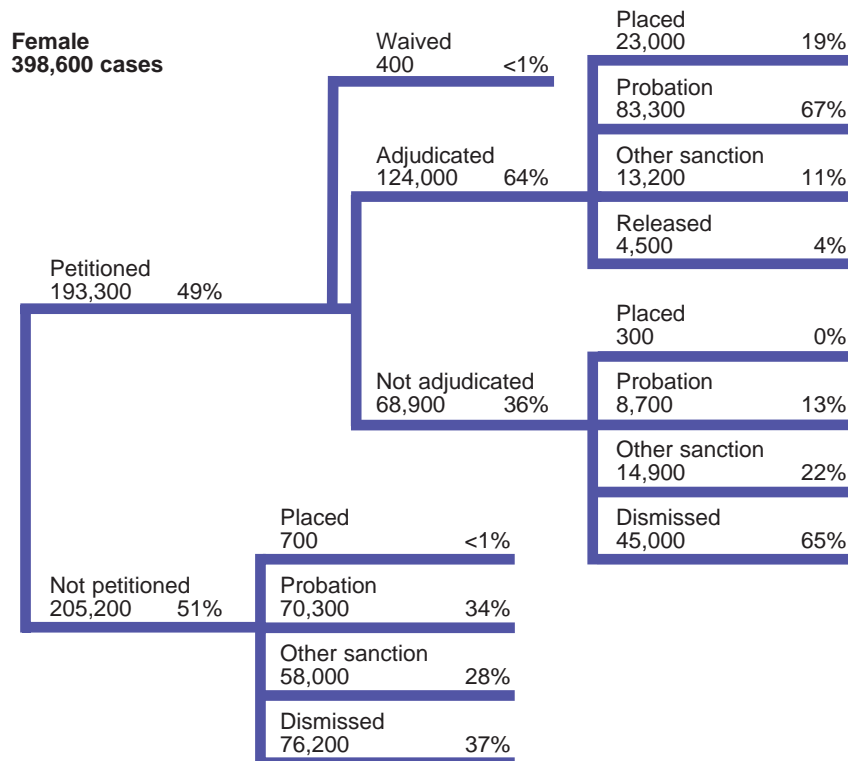 Female
398,600 cases
Waived
400 <1%
Placed
23,000 19%
Probation
83,300 67%
Adjudicated
124,000 64%
Other sanction
13,200 11%
Released
4,500 4%
Petitioned
193,300 49%
Placed
300 0%
Not adjudicated
68,900 36%
Probation
8,700 13%
Other sanction
14,900 22%
Dismissed
45,000 65%
Placed
700 <1%
Not petitioned
205,200 51%
Probation
70,300 34%
Other sanction
58,000 28%
Dismissed
76,200 37%